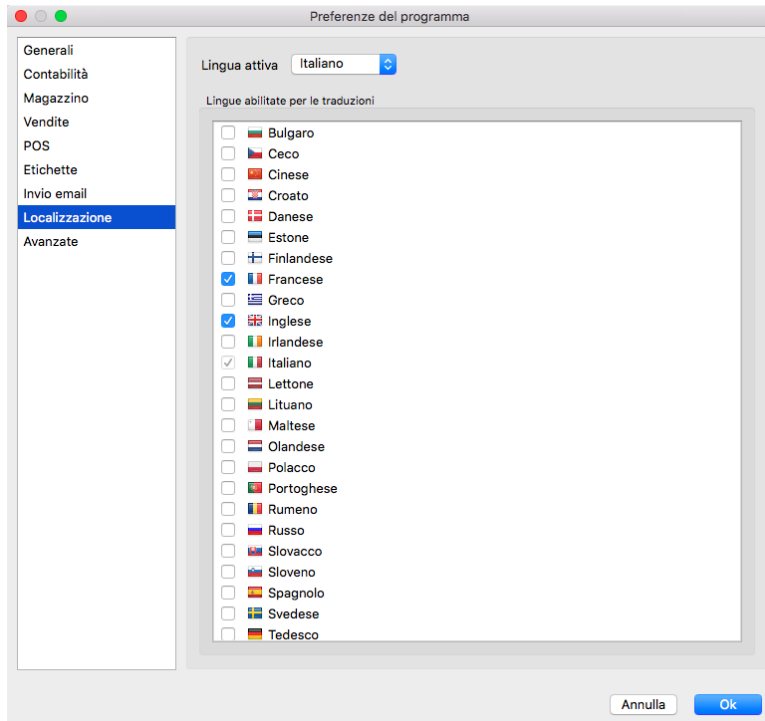 Preferenze del programma
Generali
Contabilità
Magazzino
Vendite
POS
Etichette
Invio email
Localizzazione
Avanzate
Lingua attiva Italiano
Lingue abilitate per le traduzioni
Bulgaro
Ceco
Cinese
Croato
Danese
Estone
Finlandese
Francese
Greco
Inglese
Irlandese
Italiano
Lettone
Lituano
Maltese
Olandese
Polacco
Portoghese
Rumeno
Russo
Slovacco
Sloveno
Spagnolo
Svedese
Tedesco
Annulla Ok